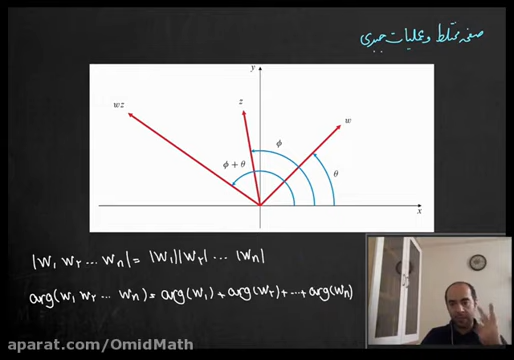 صفحه مختلط و عملیات جبری
y
wz
z
w
ϕ
ϕ + θ
θ
x
|w₁ w₂ ... wₙ| = |w₁||w₂| ... |wₙ|
arg(w₁ w₂ ... wₙ) = arg(w₁) + arg(w₂) + ... + arg(wₙ)
aparat.com/OmidMath